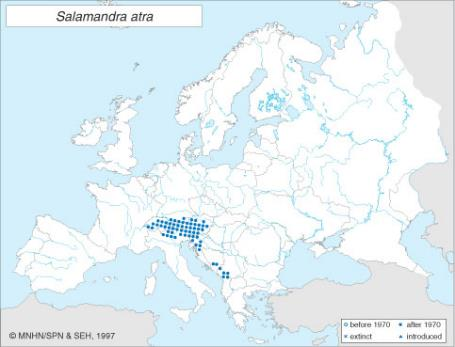 Salamandra atra
before 1970 after 1970
extinct introduced
© MNHN/SPN & SEH, 1997